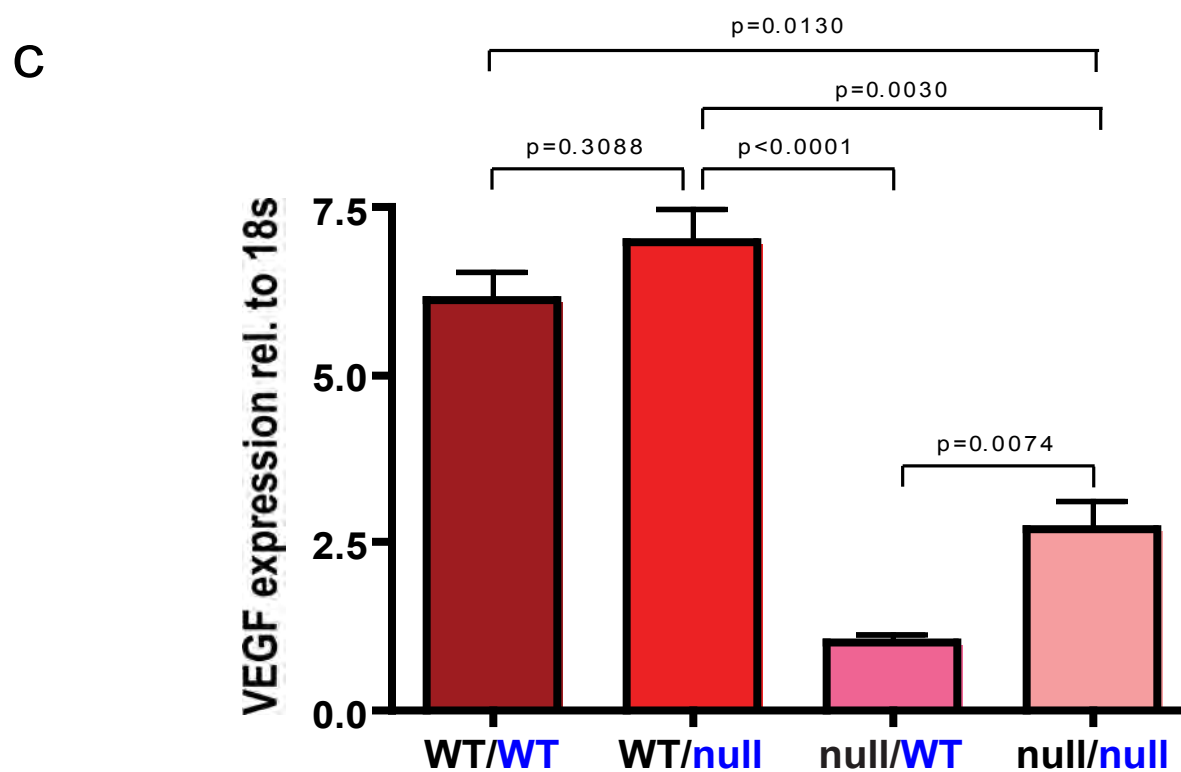 C
p=0.0130
p=0.0030
p=0.3088
p<0.0001
VEGF expression rel. to 18s
7.5
5.0
p=0.0074
2.5
0.0
WT/WT WT/null null/WT null/null